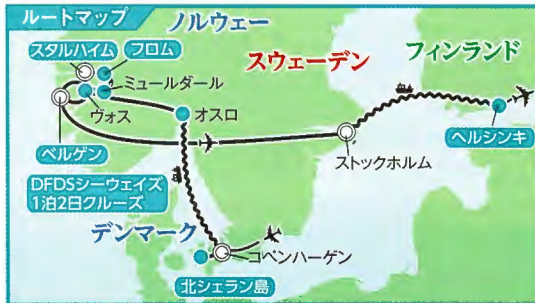 ルートマップ
ノルウェー
スタルハイム
フロム
スウェーデン
フィンランド
ミュールダール
ヴォス
オスロ
ヘルシンキ
ベルゲン
ストックホルム
DFDSシーウェイズ
1泊2日クルーズ
デンマーク
コペンハーゲン
北シェラン島